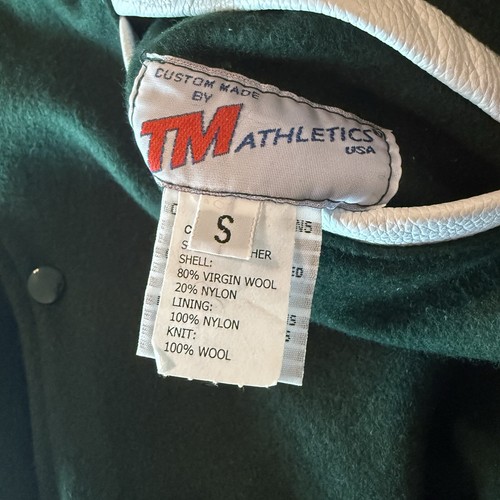 CUSTOM MADE
BY
TM ATHLETICS®
USA
S
SHELL:
80% VIRGIN WOOL
20% NYLON
LINING:
100% NYLON
KNIT:
100% WOOL